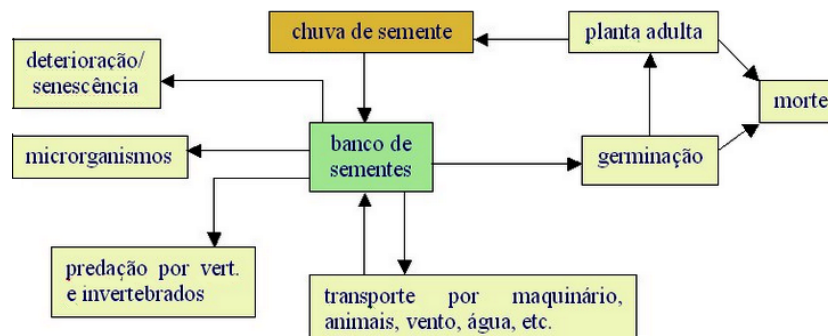 chuva de semente
planta adulta
deterioração/
senescência
morte
banco de
sementes
microrganismos
germinação
predação por vert.
e invertebrados
transporte por maquinário,
animais, vento, água, etc.